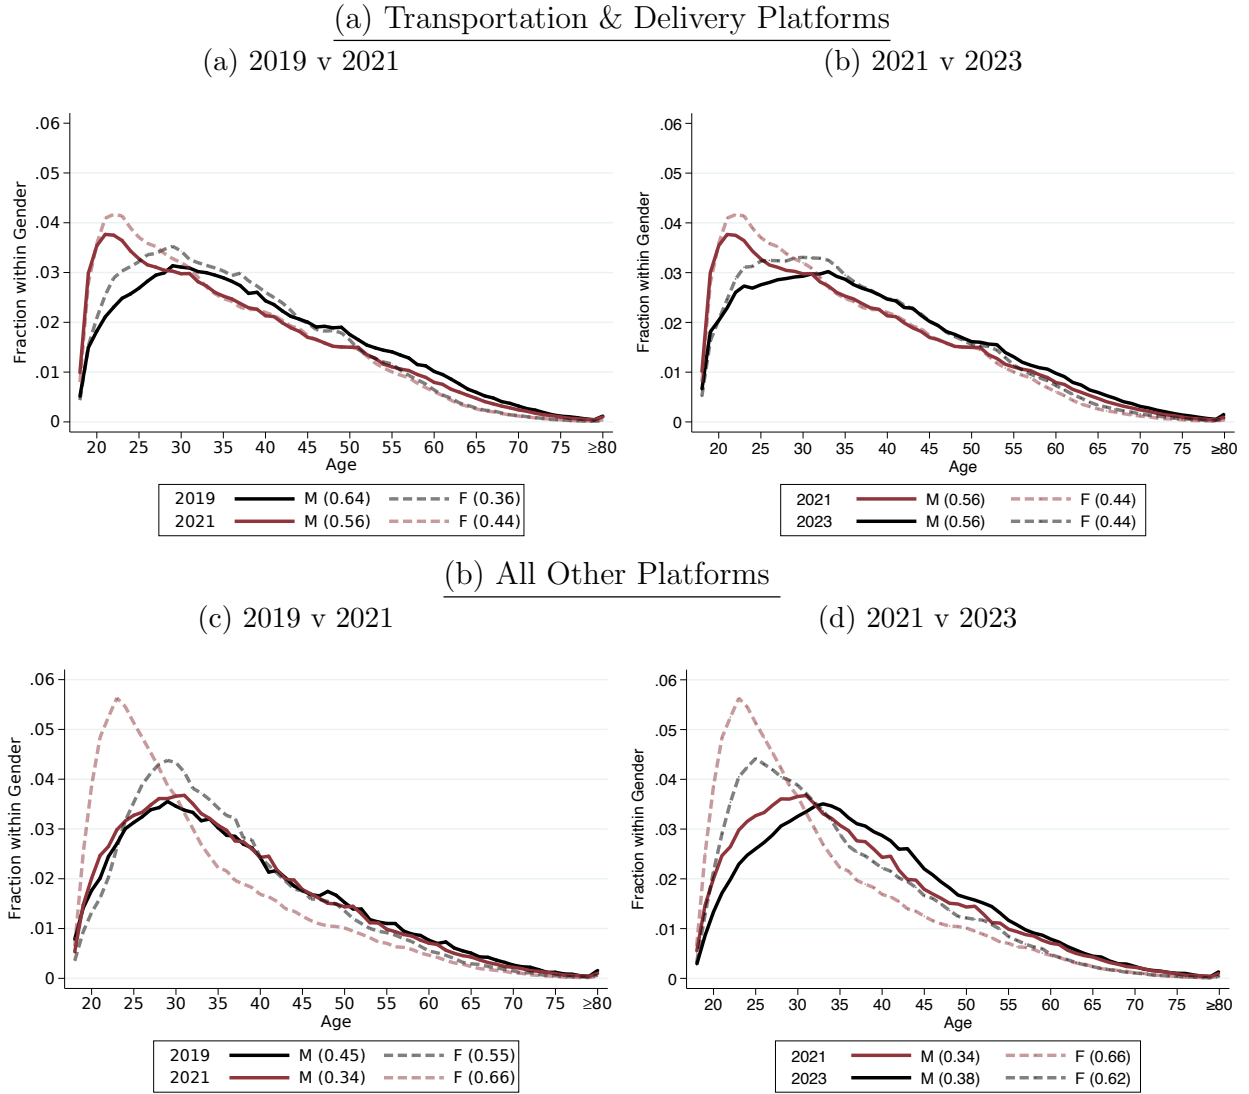 (a) Transportation & Delivery Platforms
(a) 2019 v 2021
(b) 2021 v 2023
Fraction within Gender
.06
.05
.04
.03
.02
.01
0
20 25 30 35 40 45 50 55 60 65 70 75 ≥80
Age
2019 M (0.64) F (0.36)
2021 M (0.56) F (0.44)
Fraction within Gender
.06
.05
.04
.03
.02
.01
0
20 25 30 35 40 45 50 55 60 65 70 75 ≥80
Age
2021 M (0.56) F (0.44)
2023 M (0.56) F (0.44)
(b) All Other Platforms
(c) 2019 v 2021
(d) 2021 v 2023
Fraction within Gender
.06
.05
.04
.03
.02
.01
0
20 25 30 35 40 45 50 55 60 65 70 75 ≥80
Age
2019 M (0.45) F (0.55)
2021 M (0.34) F (0.66)
Fraction within Gender
.06
.05
.04
.03
.02
.01
0
20 25 30 35 40 45 50 55 60 65 70 75 ≥80
Age
2021 M (0.34) F (0.66)
2023 M (0.38) F (0.62)